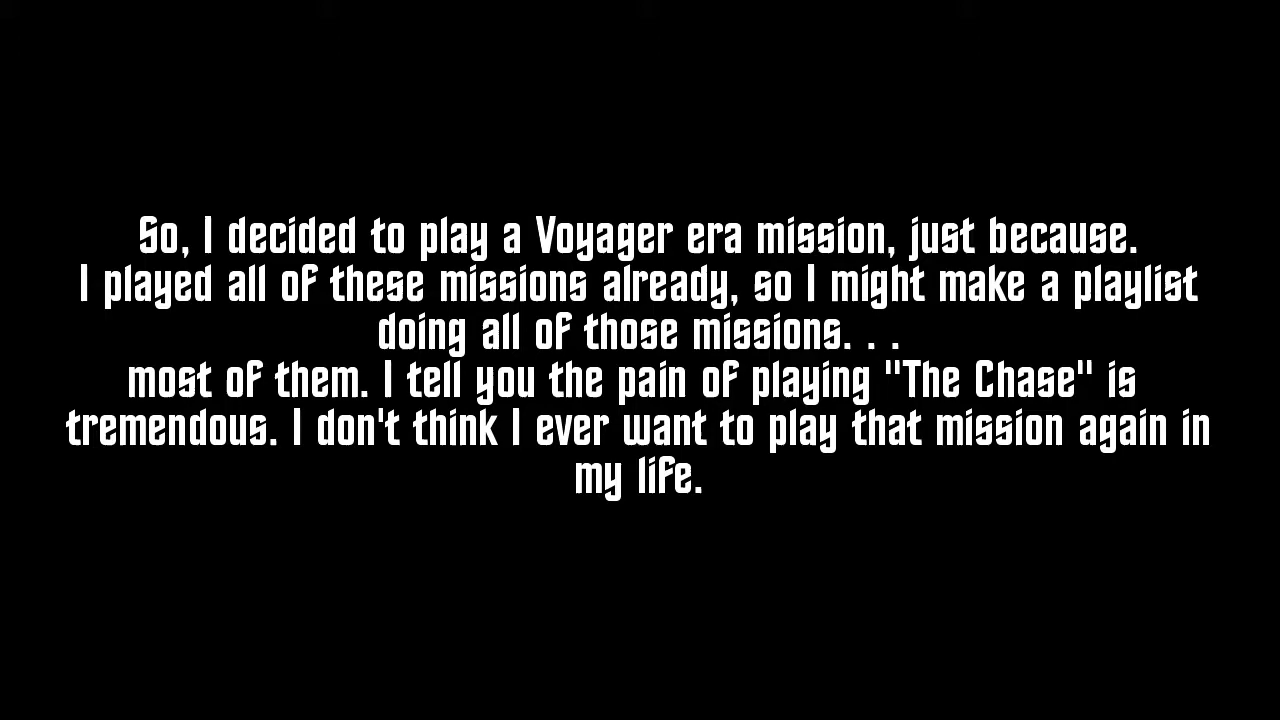 So, I decided to play a Voyager era mission, just because.
I played all of these missions already, so I might make a playlist
doing all of those missions. . .
most of them. I tell you the pain of playing "The Chase" is
tremendous. I don't think I ever want to play that mission again in
my life.